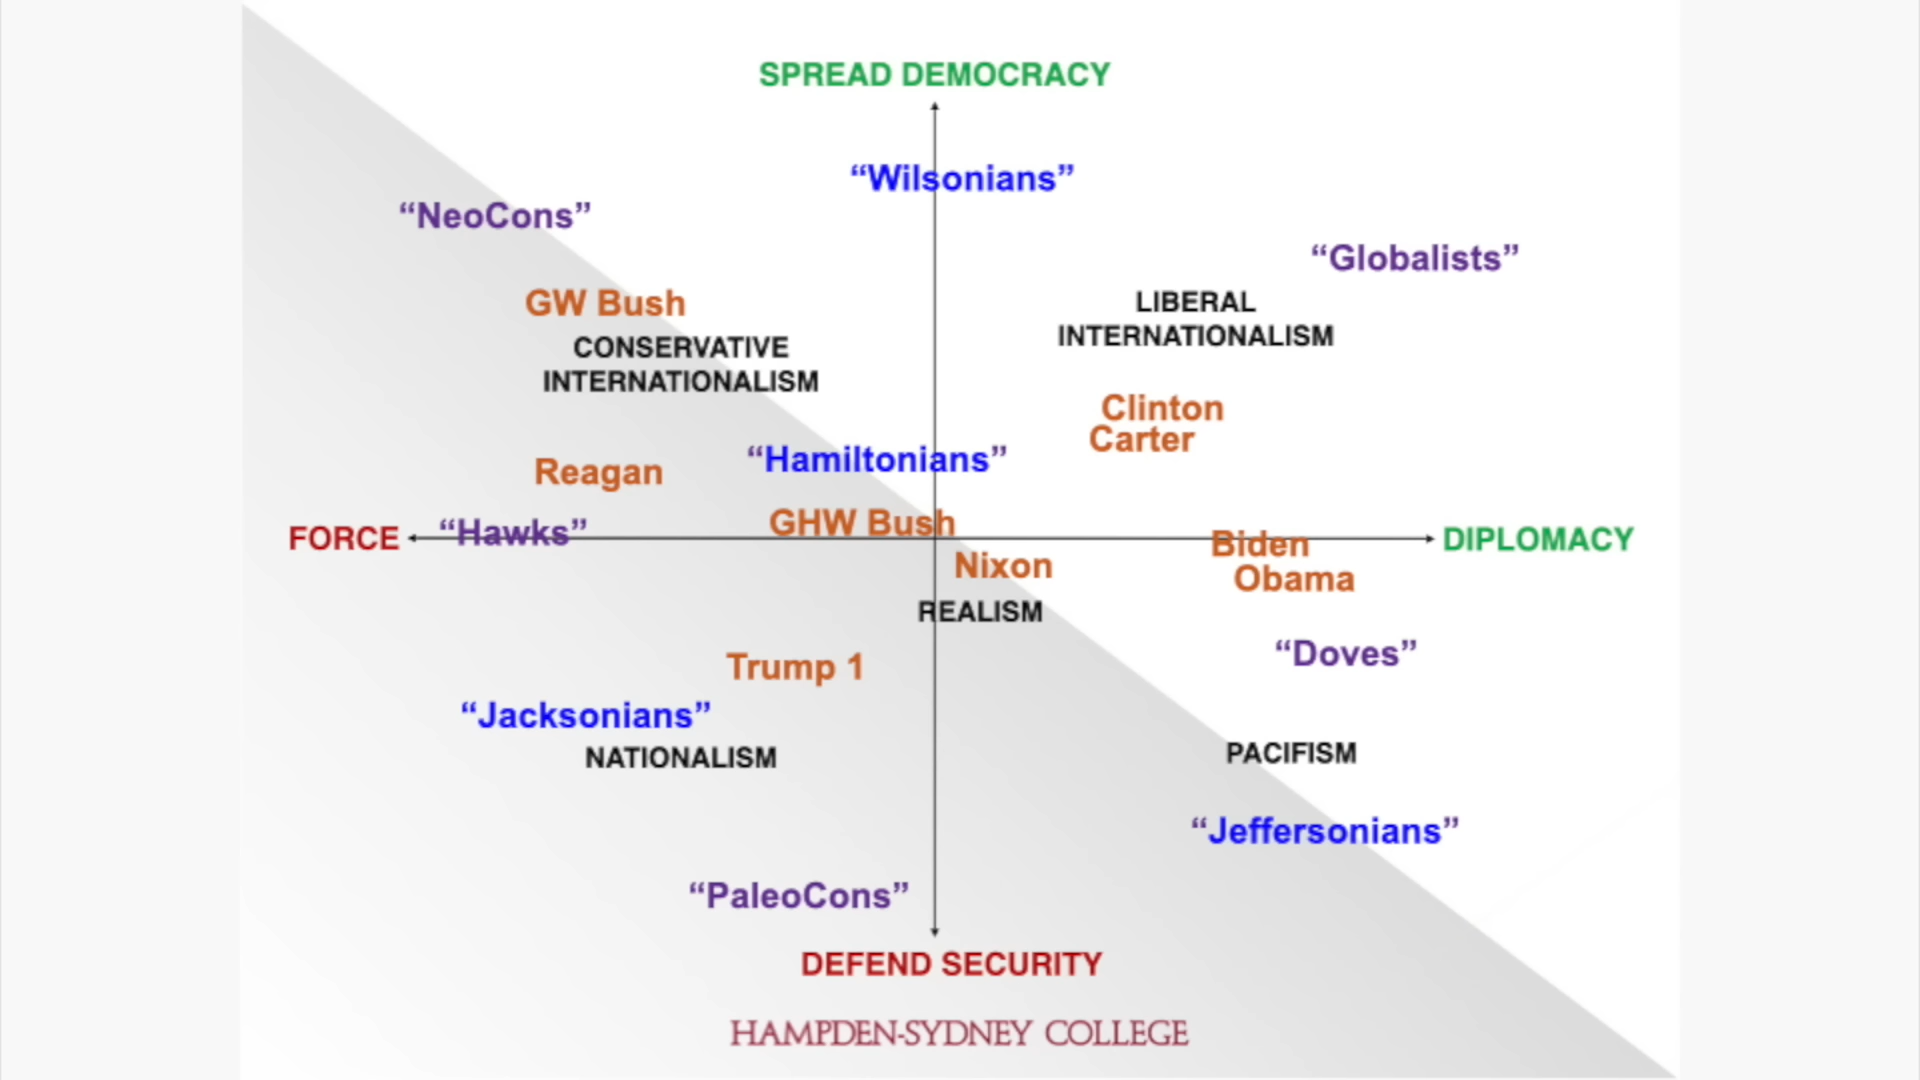 SPREAD DEMOCRACY
“Wilsonians”
“NeoCons”
“Globalists”
GW Bush
LIBERAL
INTERNATIONALISM
CONSERVATIVE
INTERNATIONALISM
Clinton
Carter
“Hamiltonians”
Reagan
GHW Bush
FORCE
“Hawks”
Biden
DIPLOMACY
Nixon
Obama
REALISM
Trump 1
“Doves”
“Jacksonians”
NATIONALISM
PACIFISM
“Jeffersonians”
“PaleoCons”
DEFEND SECURITY
HAMPDEN-SYDNEY COLLEGE